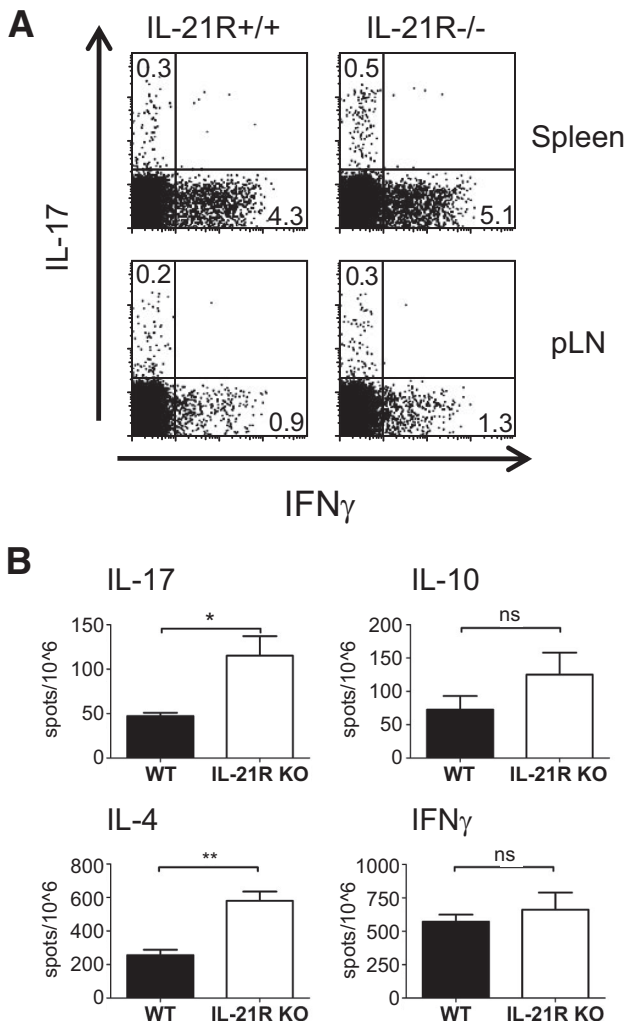 A
IL-21R+/+ IL-21R-/-
0.3 0.5
Spleen
4.3 5.1
IL-17
0.2 0.3
pLN
0.9 1.3
IFNγ
B
IL-17 IL-10
150 * 200 ns
150
100
100
50
50
0 0
spots/10^6 spots/10^6
WT IL-21R KO WT IL-21R KO
IL-4 IFNγ
800 ** 1000 ns
600 750
400 500
200 250
0 0
spots/10^6 spots/10^6
WT IL-21R KO WT IL-21R KO